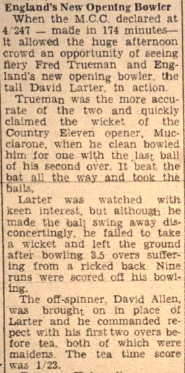 England's New Opening Bowler
When the M.C.C. declared at
4/247 — made in 174 minutes—
it allowed the huge afternoon
crowd an opportunity of seeing
fiery Fred Trueman and Eng-
land's new opening bowler, the
tall David Larter, in action.
Trueman was the more accu-
rate of the two and quickly
claimed the wicket of the
Country Eleven opener, Muc-
ciarone, when he clean bowled
him for one with the last ball
of his second over. It beat the
bat all the way and took the
bails.
Larter was watched with
keen interest, but although he
made the ball swing away dis-
concertingly, he failed to take
a wicket and left the ground
after bowling 3.5 overs suffer-
ing from a ricked back. Nine
runs were scored off his bowl-
ing.
The off-spinner, David Allen,
was brought on in place of
Larter and he commanded re-
pect with his first two overs be-
fore tea, both of which were
maidens. The tea time score
was 1/23.